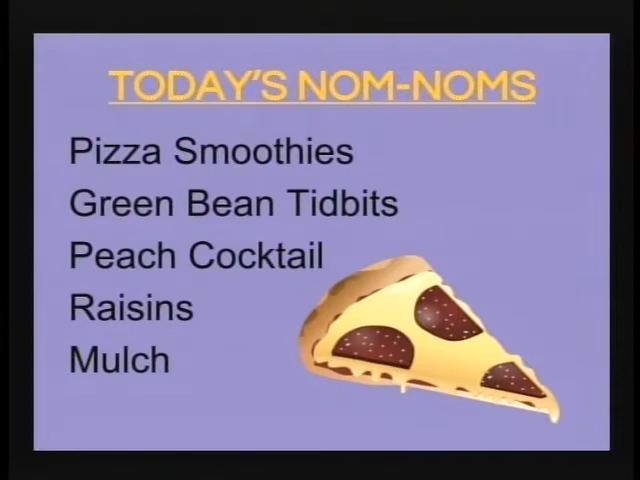 TODAY'S NOM-NOMS
Pizza Smoothies
Green Bean Tidbits
Peach Cocktail
Raisins
Mulch